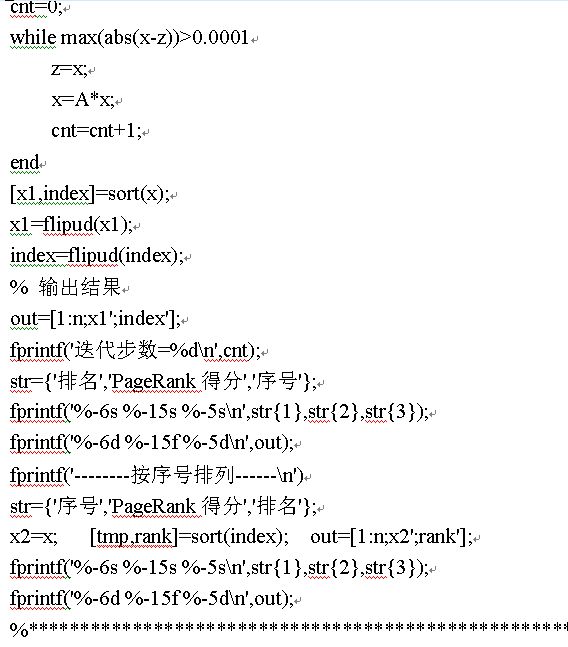 cnt=0;
while max(abs(x-z))>0.0001
z=x;
x=A*x;
cnt=cnt+1;
end
[x1,index]=sort(x);
x1=flipud(x1);
index=flipud(index);
% 输出结果
out=[1:n;x1';index'];
fprintf('迭代步数=%d\n',cnt);
str={'排名','PageRank 得分','序号'};
fprintf('%-6s %-15s %-5s\n',str{1},str{2},str{3});
fprintf('%-6d %-15f %-5d\n',out);
fprintf('--------按序号排列------\n')
str={'序号','PageRank 得分','排名'};
x2=x; [tmp,rank]=sort(index); out=[1:n;x2';rank'];
fprintf('%-6s %-15s %-5s\n',str{1},str{2},str{3});
fprintf('%-6d %-15f %-5d\n',out);
%*****************************************************